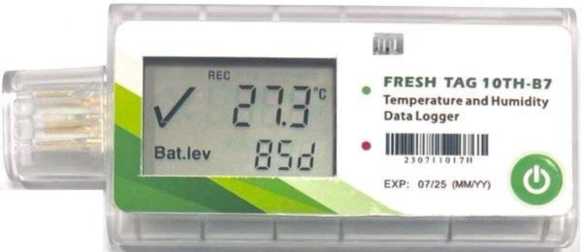 REC
27.3°C
Bat.lev 85d
FRESH TAG 10TH-B7
Temperature and Humidity
Data Logger
230711017H
EXP: 07/25 (MM/YY)